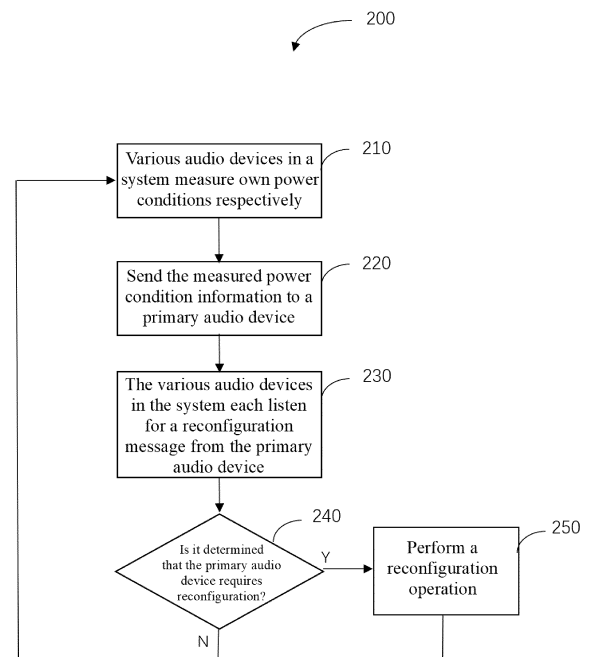 200
210
Various audio devices in a
system measure own power
conditions respectively
220
Send the measured power
condition information to a
primary audio device
230
The various audio devices
in the system each listen
for a reconfiguration
message from the primary
audio device
240
Is it determined
that the primary audio
device requires
reconfiguration?
Y
250
Perform a
reconfiguration
operation
N